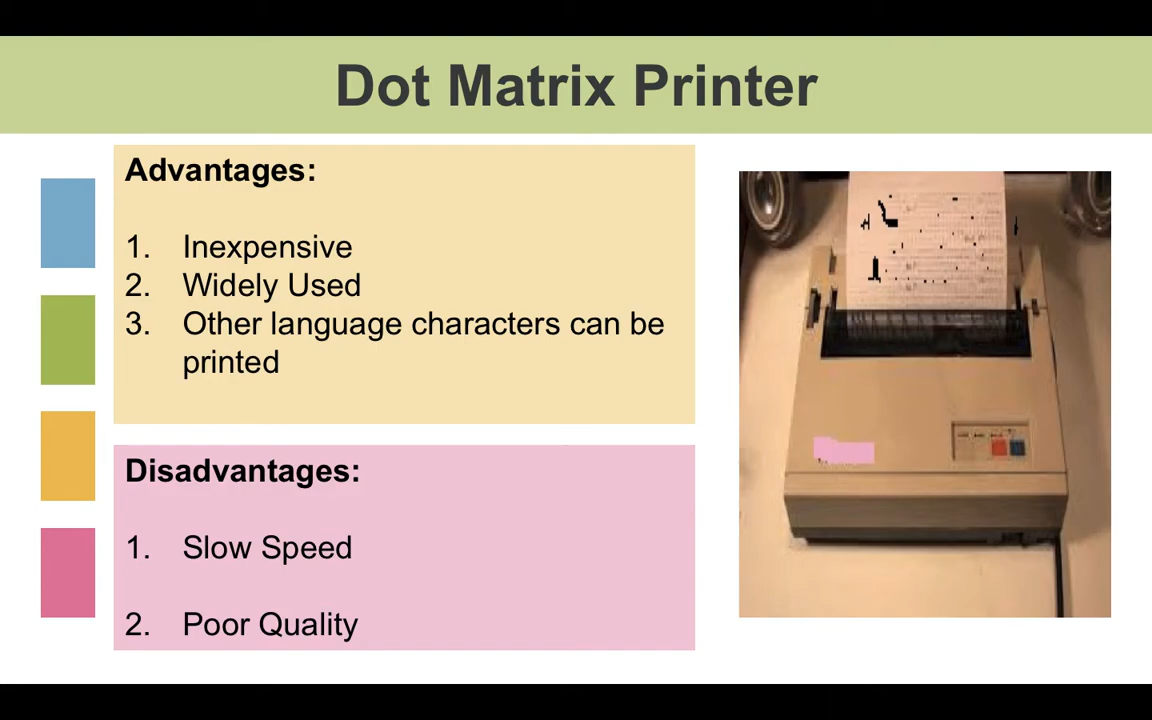 Dot Matrix Printer
Advantages:
1. Inexpensive
2. Widely Used
3. Other language characters can be
printed
Disadvantages:
1. Slow Speed
2. Poor Quality